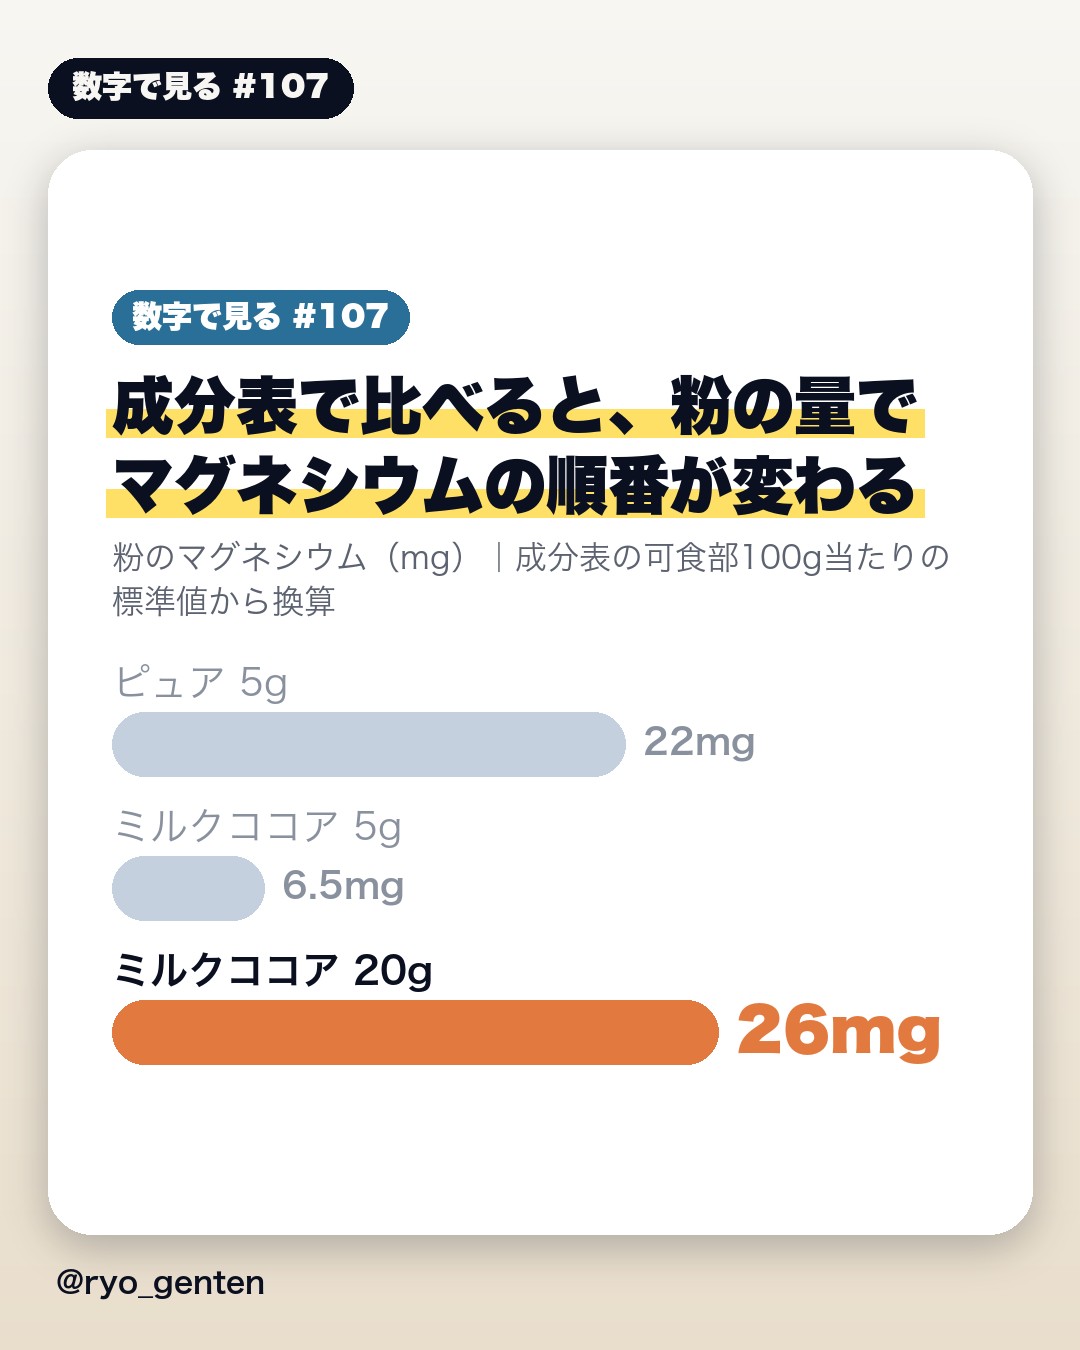 数字で見る #107
数字で見る #107
成分表で比べると、粉の量で
マグネシウムの順番が変わる
粉のマグネシウム（mg）｜成分表の可食部100g当たりの
標準値から換算
ピュア 5g
22mg
ミルクココア 5g
6.5mg
ミルクココア 20g
26mg
@ryo_genten